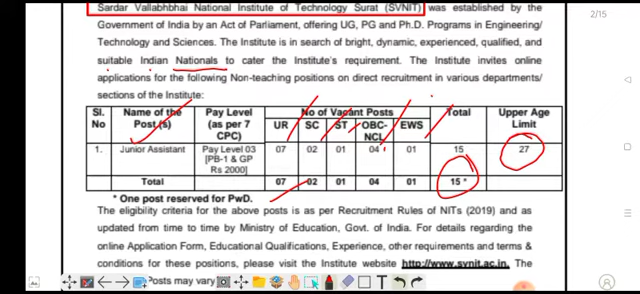 Sardar Vallabhbhai National Institute of Technology Surat (SVNIT) was established by the
2/15
Government of India by an Act of Parliament, offering UG, PG and Ph.D. Programs in Engineering/
Technology and Sciences. The Institute is in search of bright, dynamic, experienced, qualified, and
suitable Indian Nationals to cater the Institute's requirement. The Institute invites online
applications for the following Non-teaching positions on direct recruitment in various departments/
sections of the Institute:
Sl. No Name of the Post(s) Pay Level (as per 7 CPC) No of Vacant Posts Total Upper Age Limit
UR SC ST OBC-NCL EWS
1. Junior Assistant Pay Level 03 [PB-1 & GP Rs 2000] 07 02 01 04 01 15 27
Total 07 02 01 04 01 15 *
* One post reserved for PwD.
The eligibility criteria for the above posts is as per Recruitment Rules of NITs (2019) and as
updated from time to time by Ministry of Education, Govt. of India. For details regarding the
online Application Form, Educational Qualifications, Experience, other requirements and terms &
conditions for these positions, please visit the Institute website http://www.svnit.ac.in. The
Posts may vary